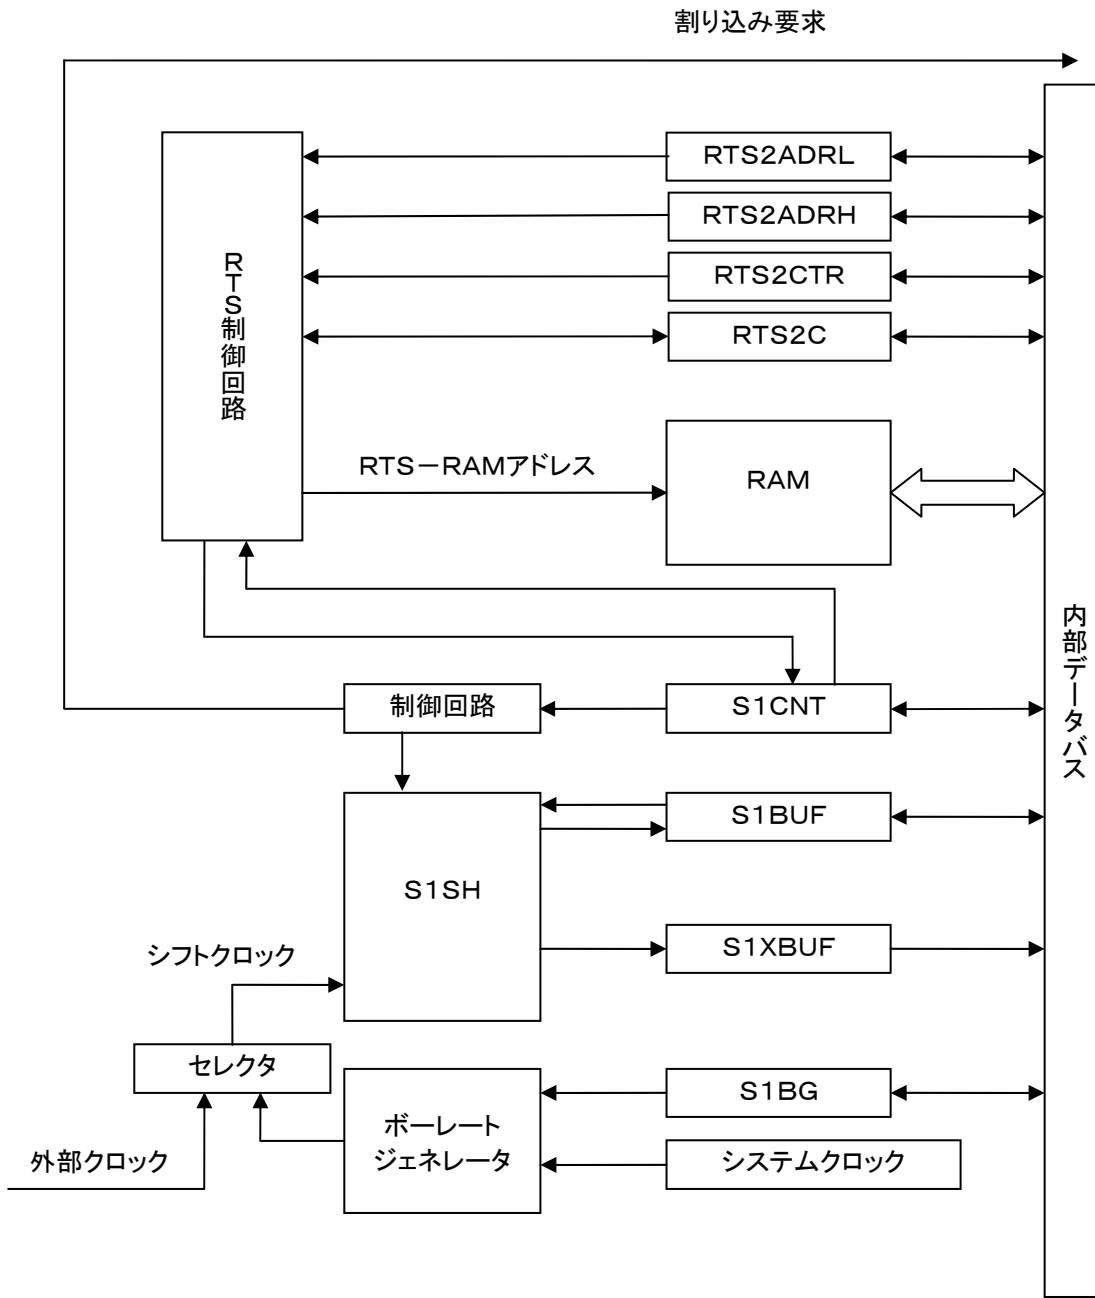 割り込み要求
RTS2ADRL
RTS2ADRH
RTS2CTR
RTS2C
RTS制御回路
RTS－RAMアドレス
RAM
内部データバス
制御回路
S1CNT
S1BUF
S1SH
S1XBUF
シフトクロック
セレクタ
S1BG
ボーレート
ジェネレータ
システムクロック
外部クロック